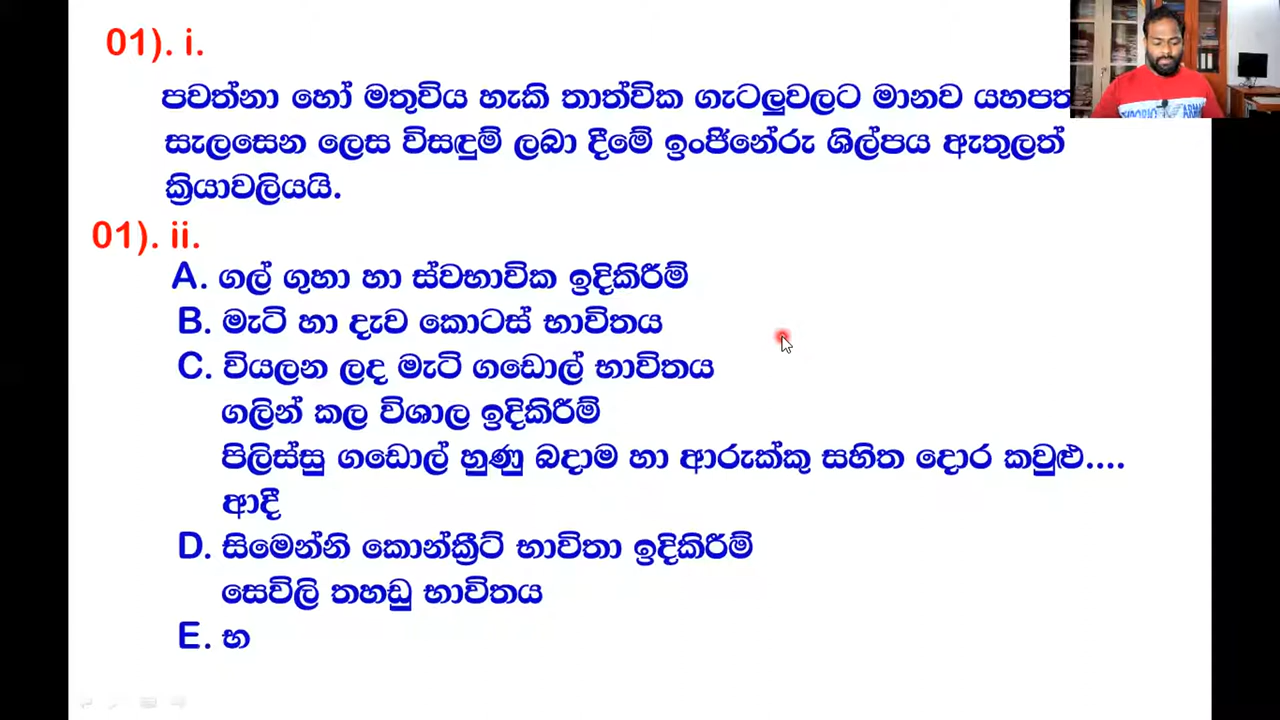 01). i.
පවත්නා හෝ මතුවිය හැකි තාත්වික ගැටලුවලට මානව
සැලසෙන ලෙස විසඳුම් ලබා දීමේ ඉංජිනේරු ශිල්පය ඇතුලත්
ක්‍රියාවලියයි.
01). ii.
A. ගල් ගුහා හා ස්වභාවික ඉදිකිරීම්
B. මැටි හා දැව කොටස් භාවිතය
C. වියලන ලද මැටි ගඩොල් භාවිතය
ගලින් කල විශාල ඉදිකිරීම්
පිලිස්සු ගඩොල් හුණු බදාම හා ආරුක්කු සහිත දොර කවුළු....
ආදී
D. සිමෙන්ති කොන්ක්‍රීට් භාවිතා ඉදිකිරීම්
සෙවිලි තහඩු භාවිතය
E. භ